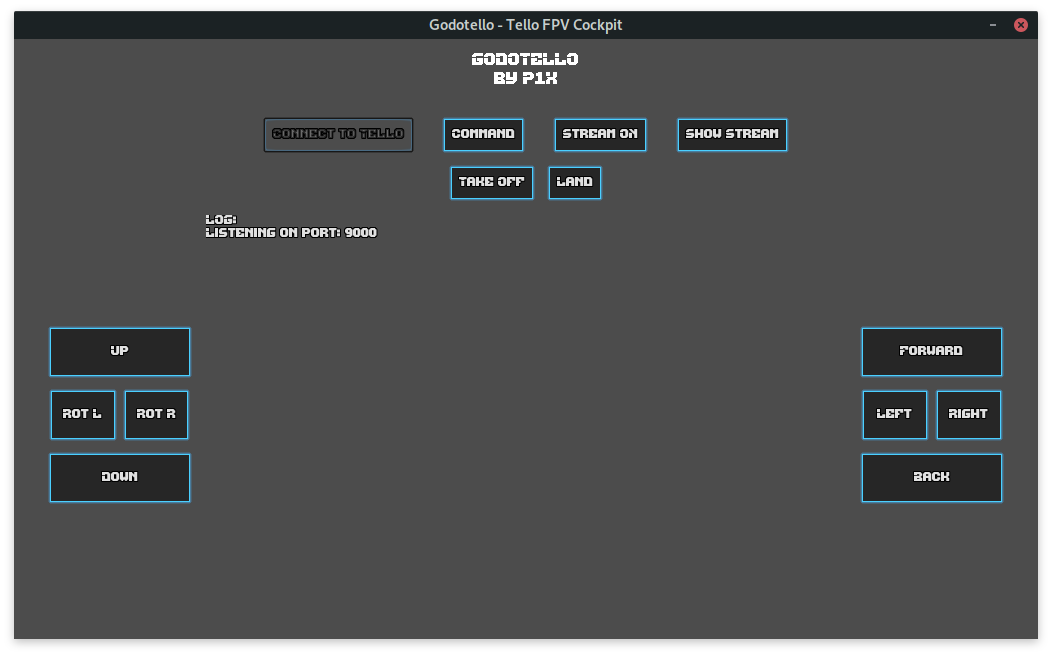 Godotello - Tello FPV Cockpit
GODOTELLO
BY P1X
CONNECT TO TELLO
COMMAND
STREAM ON
SHOW STREAM
TAKE OFF
LAND
LOG:
LISTENING ON PORT: 9000
UP
FORWARD
ROT L
ROT R
LEFT
RIGHT
DOWN
BACK